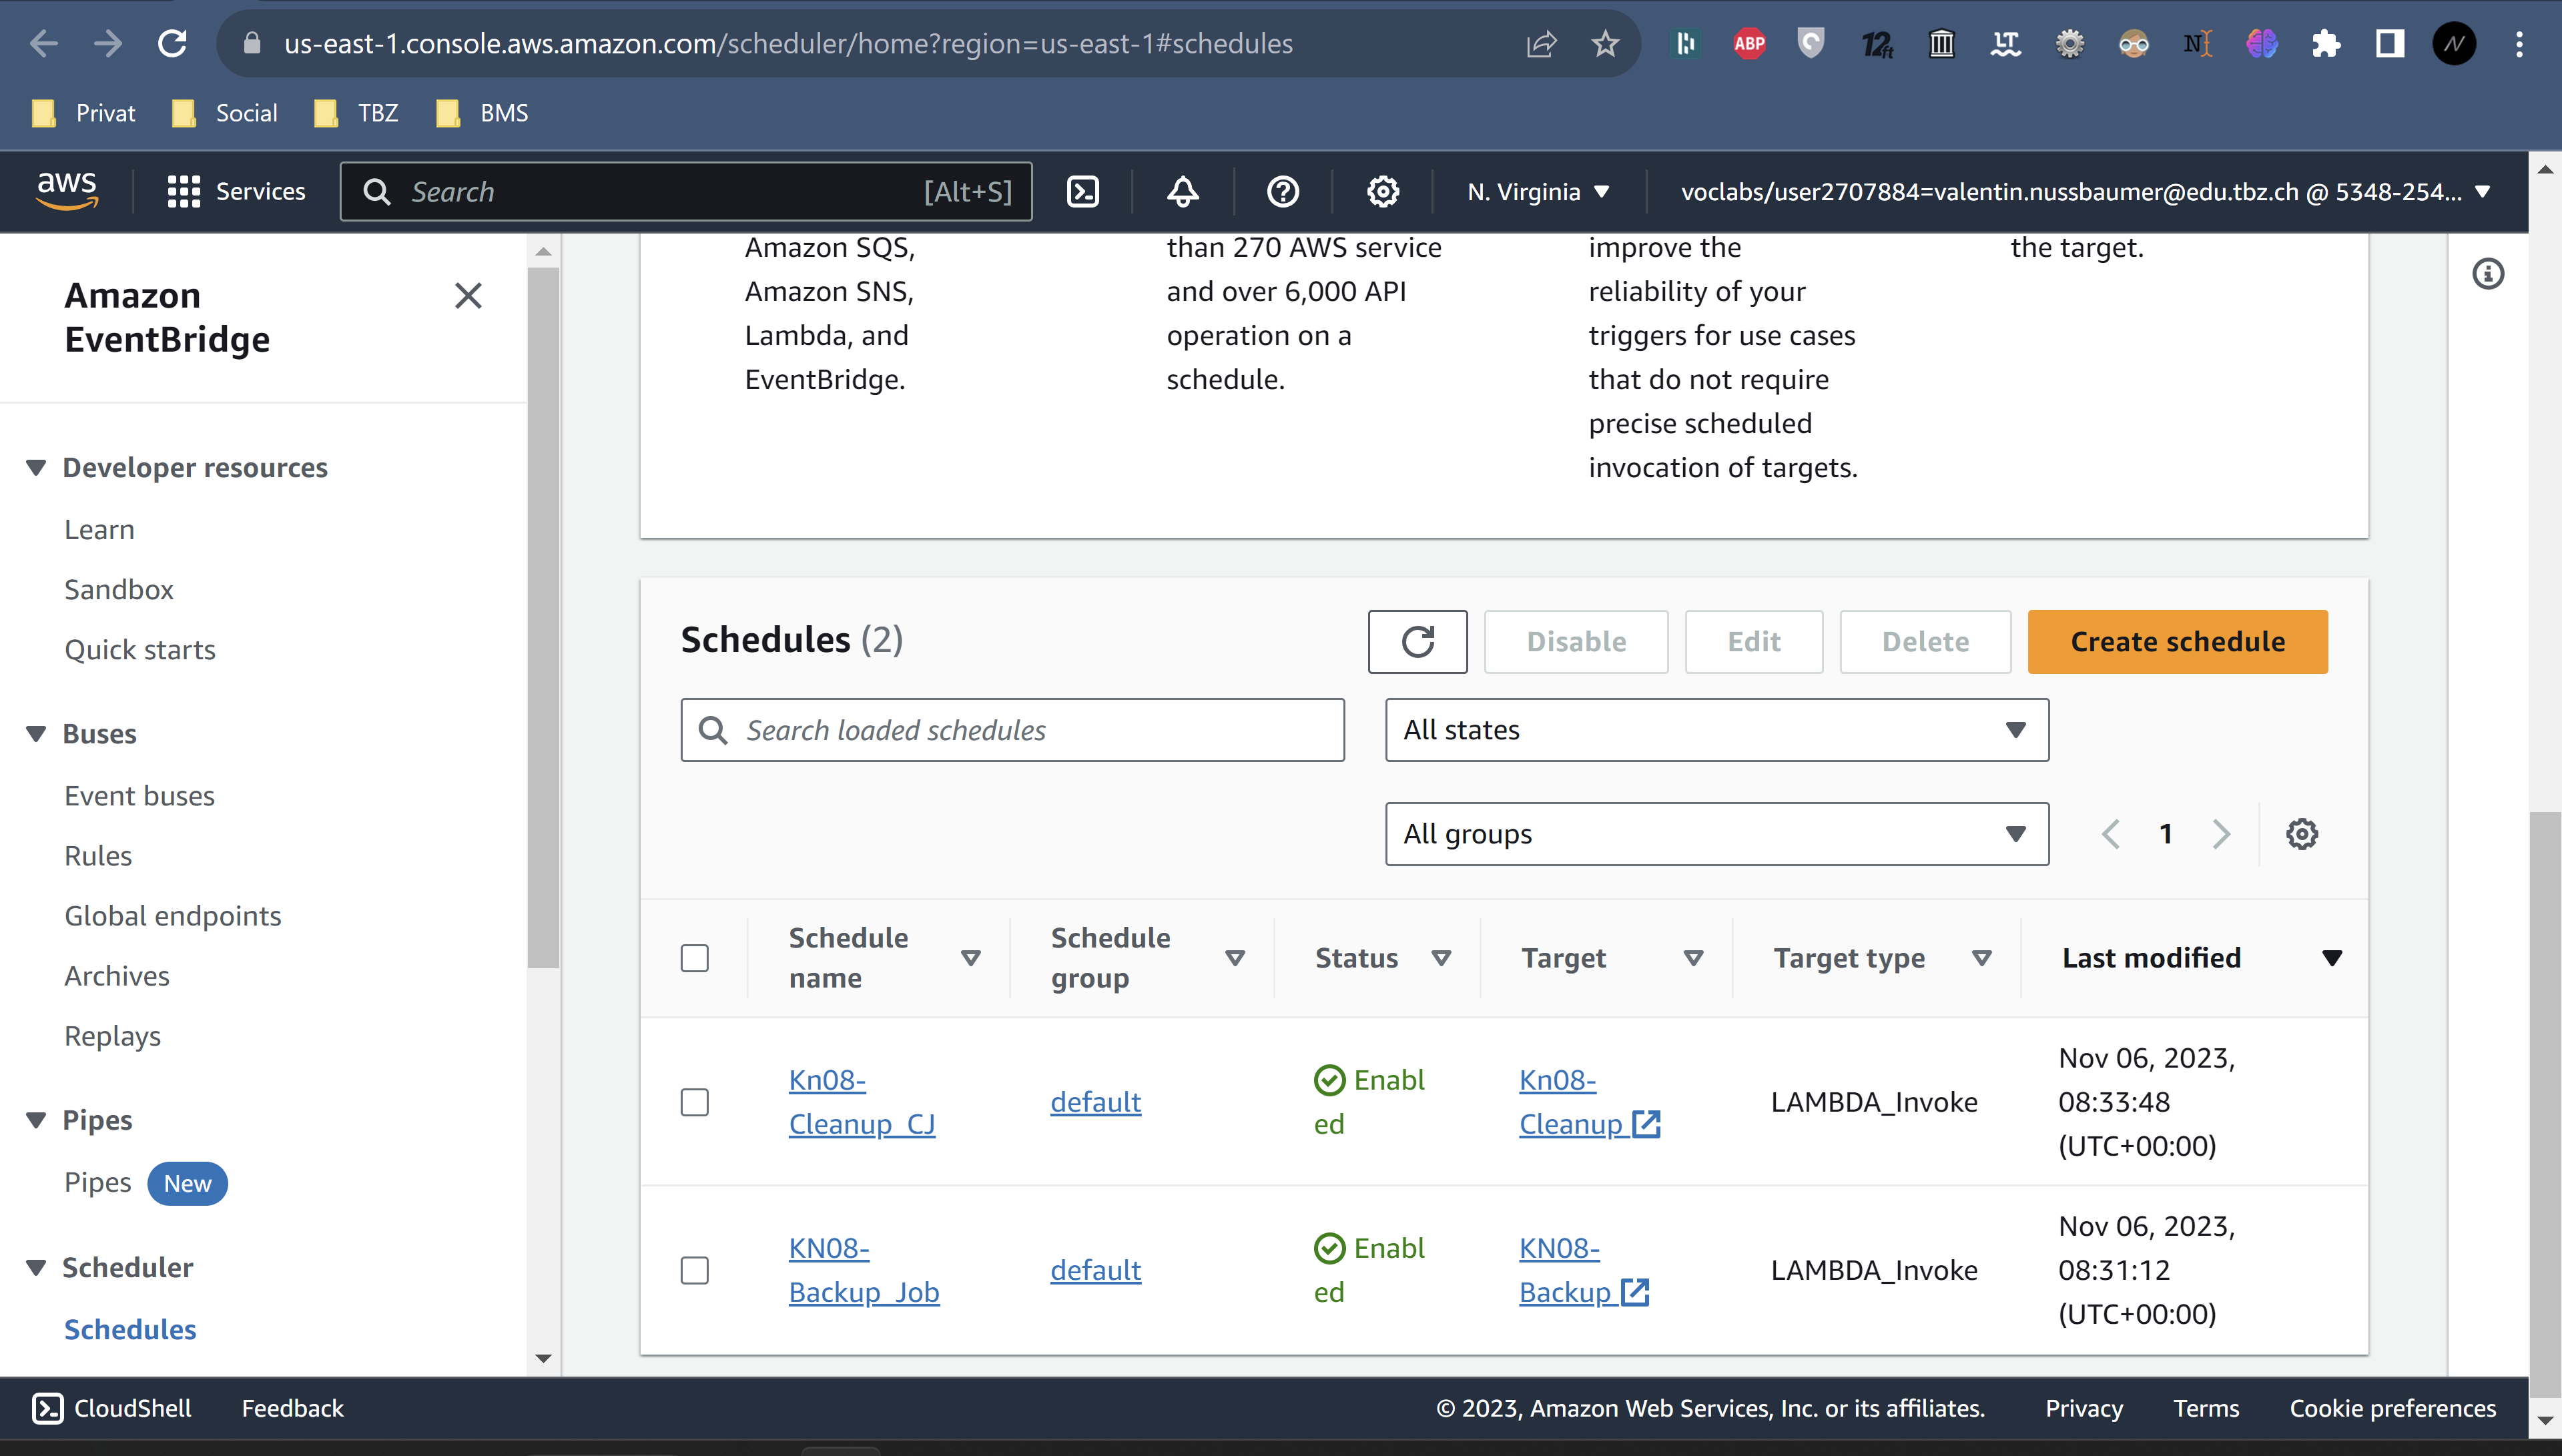 us-east-1.console.aws.amazon.com/scheduler/home?region=us-east-1#schedules
ABP
12ft
Privat
Social
TBZ
BMS
aws
Services
Search
[Alt+S]
N. Virginia
voclabs/user2707884=valentin.nussbaumer@edu.tbz.ch @ 5348-254...
Amazon
EventBridge
Developer resources
Learn
Sandbox
Quick starts
Buses
Event buses
Rules
Global endpoints
Archives
Replays
Pipes
Pipes New
Scheduler
Schedules
Amazon SQS,
Amazon SNS,
Lambda, and
EventBridge.
than 270 AWS service
and over 6,000 API
operation on a
schedule.
improve the
reliability of your
triggers for use cases
that do not require
precise scheduled
invocation of targets.
the target.
Schedules (2)
Disable
Edit
Delete
Create schedule
Search loaded schedules
All states
All groups
1
Schedule
name
Schedule
group
Status
Target
Target type
Last modified
Kn08-
Cleanup_CJ
default
Enabl
ed
Kn08-
Cleanup
LAMBDA_Invoke
Nov 06, 2023,
08:33:48
(UTC+00:00)
KN08-
Backup_Job
default
Enabl
ed
KN08-
Backup
LAMBDA_Invoke
Nov 06, 2023,
08:31:12
(UTC+00:00)
CloudShell
Feedback
© 2023, Amazon Web Services, Inc. or its affiliates.
Privacy
Terms
Cookie preferences